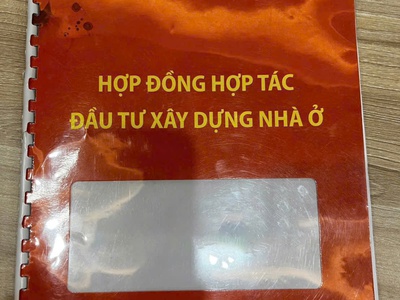 HỢP ĐỒNG HỢP TÁC
ĐẦU TƯ XÂY DỰNG NHÀ Ở